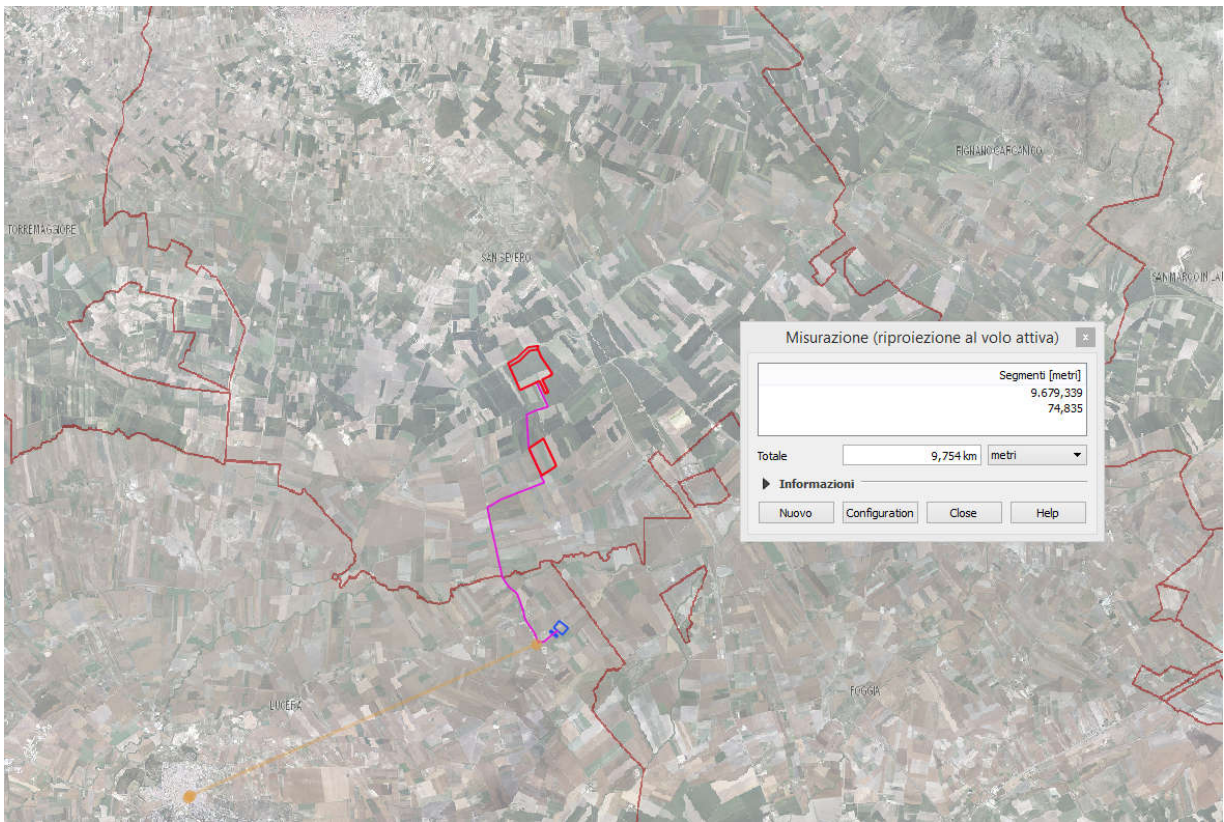 RIGNANO GARGANICO
TORREMAGGIORE
SAN SEVERO
SAN MARCO IN LA
Misurazione (riproiezione al volo attiva)
x
Segmenti [metri]
9.679,339
74,835
Totale
9,754 km
metri
Informazioni
Nuovo
Configuration
Close
Help
LUCERA
FOGGIA